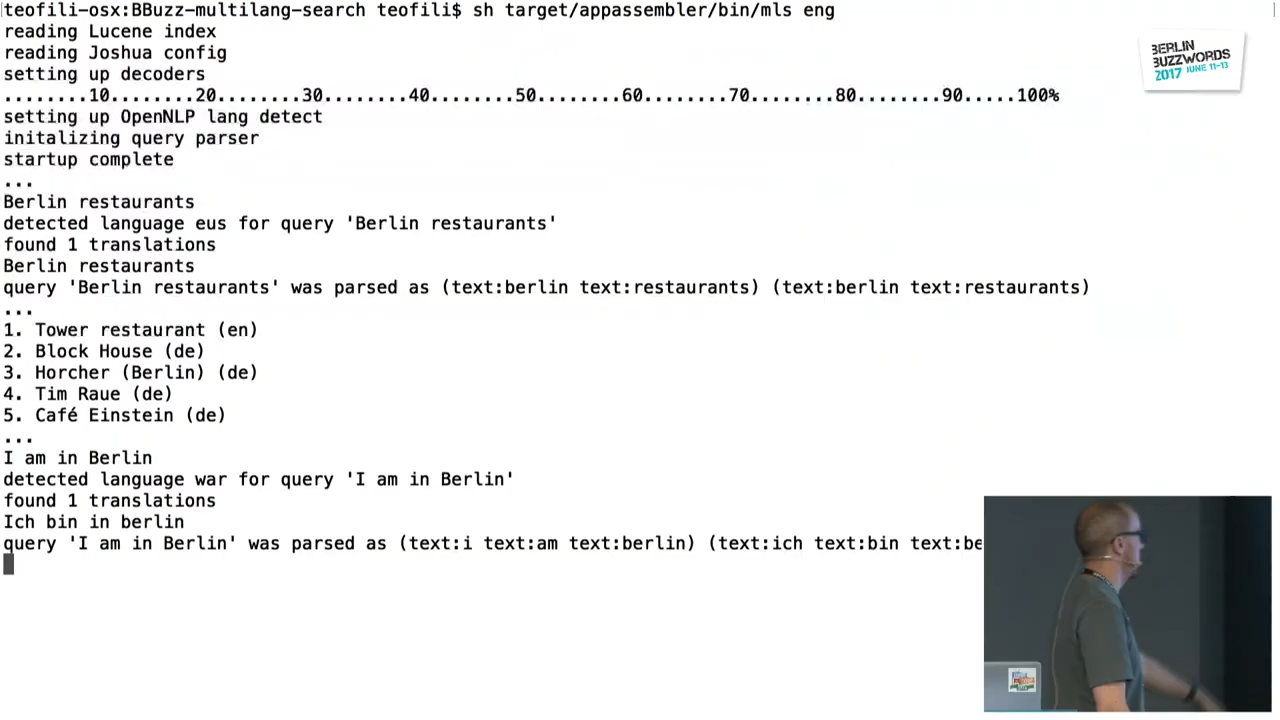 teofili-osx:BBuzz-multilang-search teofili$ sh target/appassembler/bin/mls eng
reading Lucene index
reading Joshua config
setting up decoders
........10........20........30........40........50........60........70........80........90.....100%
setting up OpenNLP lang detect
initalizing query parser
startup complete
...
Berlin restaurants
detected language eus for query 'Berlin restaurants'
found 1 translations
Berlin restaurants
query 'Berlin restaurants' was parsed as (text:berlin text:restaurants) (text:berlin text:restaurants)
...
1. Tower restaurant (en)
2. Block House (de)
3. Horcher (Berlin) (de)
4. Tim Raue (de)
5. Café Einstein (de)
...
I am in Berlin
detected language war for query 'I am in Berlin'
found 1 translations
Ich bin in berlin
query 'I am in Berlin' was parsed as (text:i text:am text:berlin) (text:ich text:bin text:be
BERLIN
BUZZWORDS
2017 JUNE 11-13